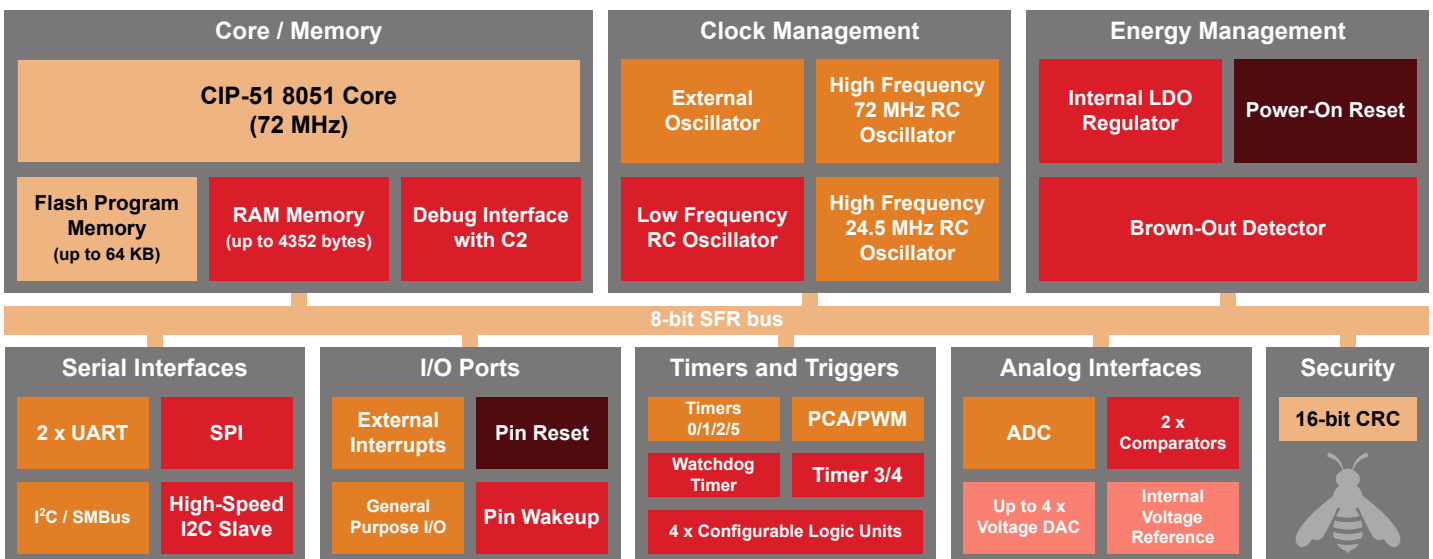 Core / Memory
CIP-51 8051 Core
(72 MHz)
Flash Program
Memory
(up to 64 KB)
RAM Memory
(up to 4352 bytes)
Debug Interface
with C2
Clock Management
External
Oscillator
High Frequency
72 MHz RC
Oscillator
Low Frequency
RC Oscillator
High Frequency
24.5 MHz RC
Oscillator
Energy Management
Internal LDO
Regulator
Power-On Reset
Brown-Out Detector
8-bit SFR bus
Serial Interfaces
2 x UART
SPI
I²C / SMBus
High-Speed
I2C Slave
I/O Ports
External
Interrupts
Pin Reset
General
Purpose I/O
Pin Wakeup
Timers and Triggers
Timers
0/1/2/5
PCA/PWM
Watchdog
Timer
Timer 3/4
4 x Configurable Logic Units
Analog Interfaces
ADC
2 x
Comparators
Up to 4 x
Voltage DAC
Internal
Voltage
Reference
Security
16-bit CRC